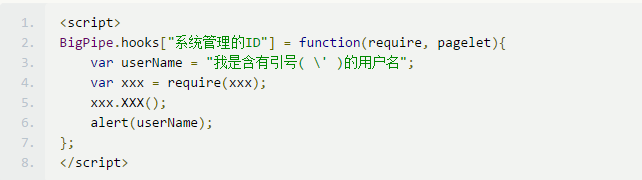 1. <script>
2. BigPipe.hooks["系统管理的ID"] = function(require, pagelet){
3.     var userName = "我是含有引号( \' )的用户名";
4.     var xxx = require(xxx);
5.     xxx.XXX();
6.     alert(userName);
7. };
8. </script>